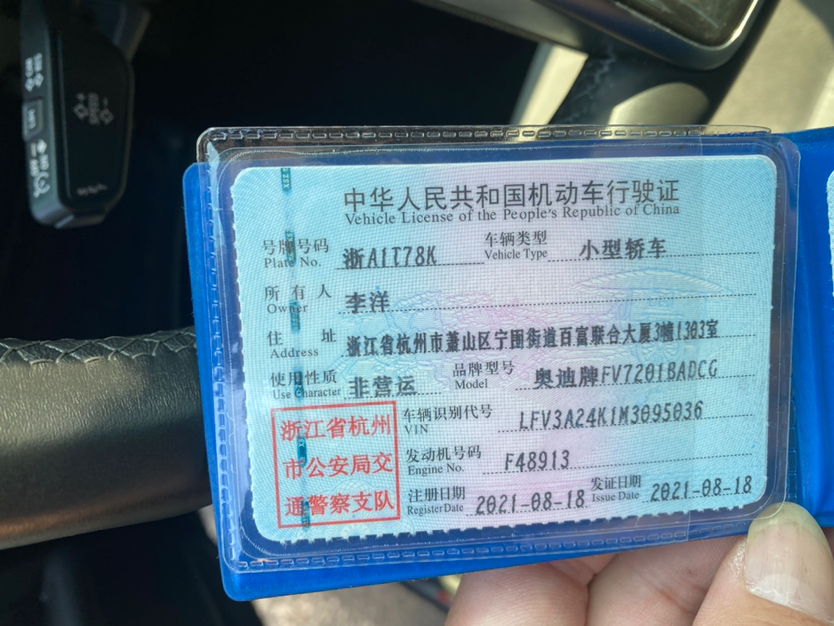 中华人民共和国机动车行驶证
Vehicle License of the People's Republic of China
号牌号码 浙A1T78K 车辆类型 小型轿车
Plate No. Vehicle Type
所有人 李洋
Owner
住址 浙江省杭州市萧山区宁围街道百富联合大厦3幢1303室
Address
使用性质 非营运 品牌型号 奥迪牌FV7201BADCG
Use Character Model
浙江省杭州
市公安局交
通警察支队
车辆识别代号 LFV3A24K1M3095036
VIN
发动机号码 F48913
Engine No.
注册日期 2021-08-18 发证日期 2021-08-18
Register Date Issue Date